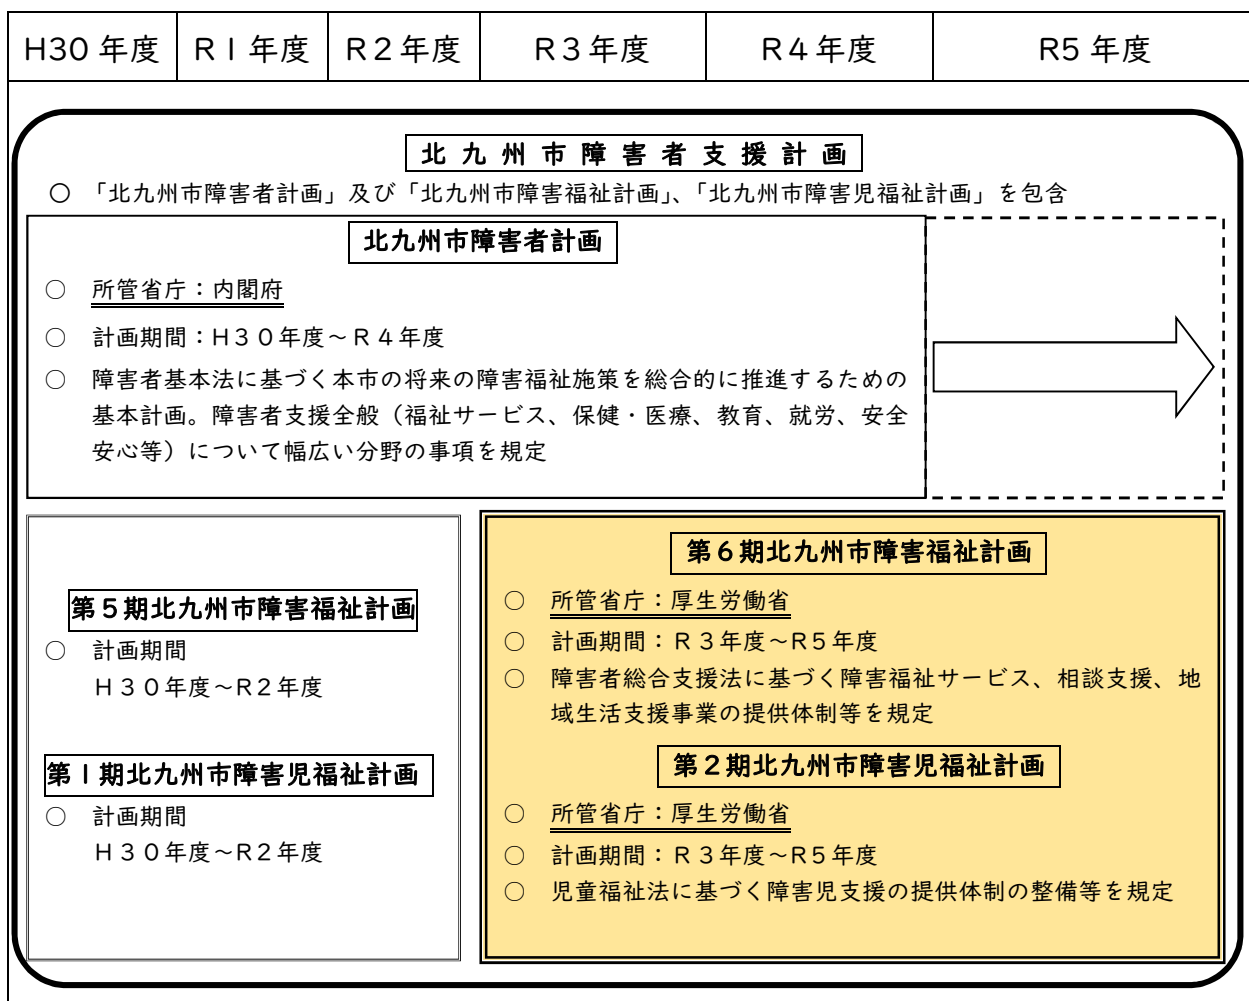 H30年度 R1年度 R2年度 R3年度 R4年度 R5年度
北九州市障害者支援計画
○ 「北九州市障害者計画」及び「北九州市障害福祉計画」、「北九州市障害児福祉計画」を包含
北九州市障害者計画
○ 所管省庁：内閣府
○ 計画期間：H30年度～R4年度
○ 障害者基本法に基づく本市の将来の障害福祉施策を総合的に推進するための
基本計画。障害者支援全般（福祉サービス、保健・医療、教育、就労、安全
安心等）について幅広い分野の事項を規定
第5期北九州市障害福祉計画
○ 計画期間
H30年度～R2年度
第1期北九州市障害児福祉計画
○ 計画期間
H30年度～R2年度
第6期北九州市障害福祉計画
○ 所管省庁：厚生労働省
○ 計画期間：R3年度～R5年度
○ 障害者総合支援法に基づく障害福祉サービス、相談支援、地
域生活支援事業の提供体制等を規定
第2期北九州市障害児福祉計画
○ 所管省庁：厚生労働省
○ 計画期間：R3年度～R5年度
○ 児童福祉法に基づく障害児支援の提供体制の整備等を規定